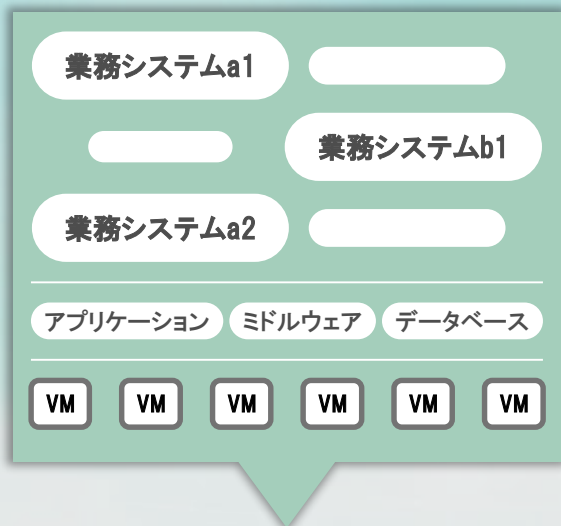 業務システムa1
業務システムb1
業務システムa2
アプリケーション ミドルウェア データベース
VM VM VM VM VM VM